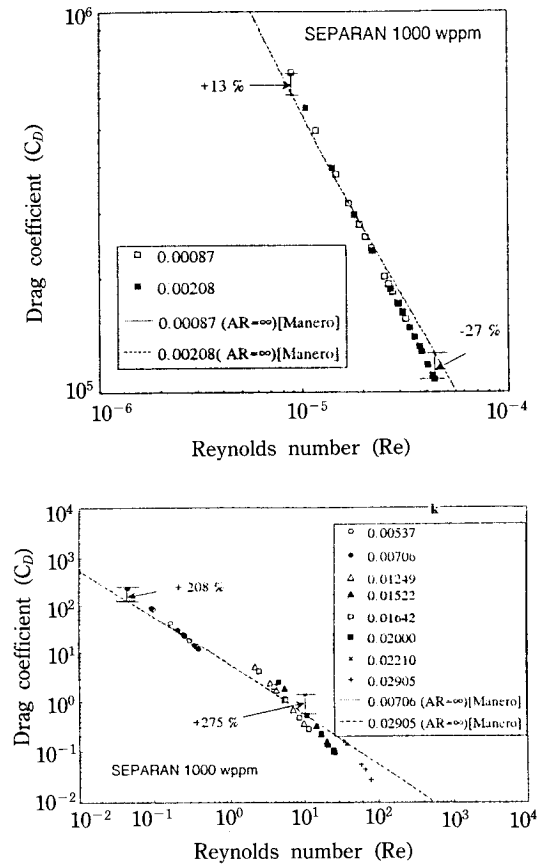 10^6
SEPARAN 1000 wppm
+13 %
Drag coefficient (C_D)
0.00087
0.00208
0.00087 (AR=∞)[Manero]
0.00208( AR=∞)[Manero]
-27 %
10^5
10^-6
10^-5
10^-4
Reynolds number (Re)
10^4
10^3
10^2
10^1
10^0
10^-1
10^-2
Drag coefficient (C_D)
+ 208 %
+275 %
SEPARAN 1000 wppm
0.00537
0.00706
0.01249
0.01522
0.01642
0.02000
0.02210
0.02905
0.00706 (AR=∞)[Manero]
0.02905 (AR=∞)[Manero]
10^-2
10^-1
10^0
10^1
10^2
10^3
10^4
Reynolds number (Re)